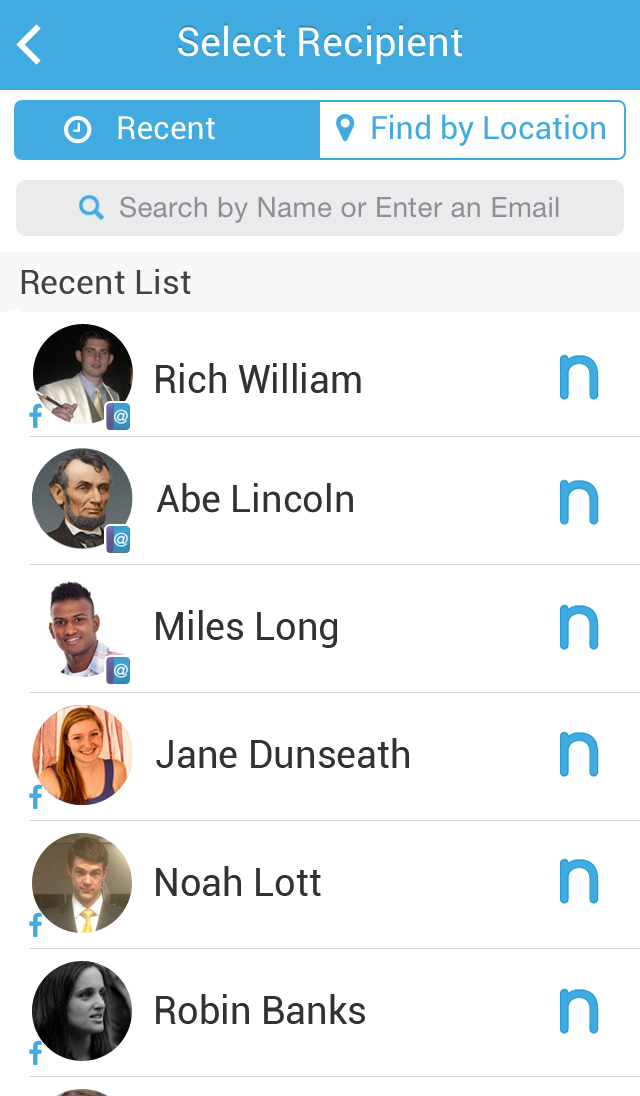 Select Recipient
Recent
Find by Location
Search by Name or Enter an Email
Recent List
Rich William
n
f
@
Abe Lincoln
n
@
Miles Long
n
@
Jane Dunseath
n
f
Noah Lott
n
f
Robin Banks
n
f